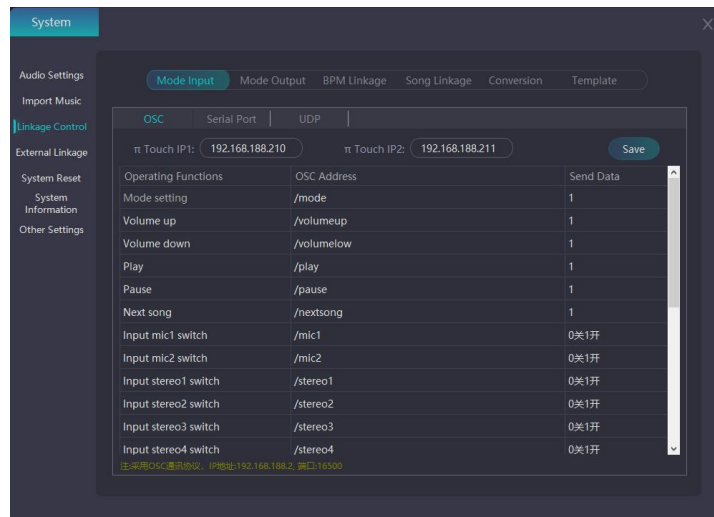 System
X
Audio Settings
Import Music
Linkage Control
External Linkage
System Reset
System
Information
Other Settings
Mode Input Mode Output BPM Linkage Song Linkage Conversion Template
OSC Serial Port UDP
π Touch IP1: 192.168.188.210 π Touch IP2: 192.168.188.211 Save
Operating Functions OSC Address Send Data
Mode setting /mode 1
Volume up /volumeup 1
Volume down /volumelow 1
Play /play 1
Pause /pause 1
Next song /nextsong 1
Input mic1 switch /mic1 0关1开
Input mic2 switch /mic2 0关1开
Input stereo1 switch /stereo1 0关1开
Input stereo2 switch /stereo2 0关1开
Input stereo3 switch /stereo3 0关1开
Input stereo4 switch /stereo4 0关1开
注:采用OSC通讯协议，IP地址:192.168.188.2, 端口:16500